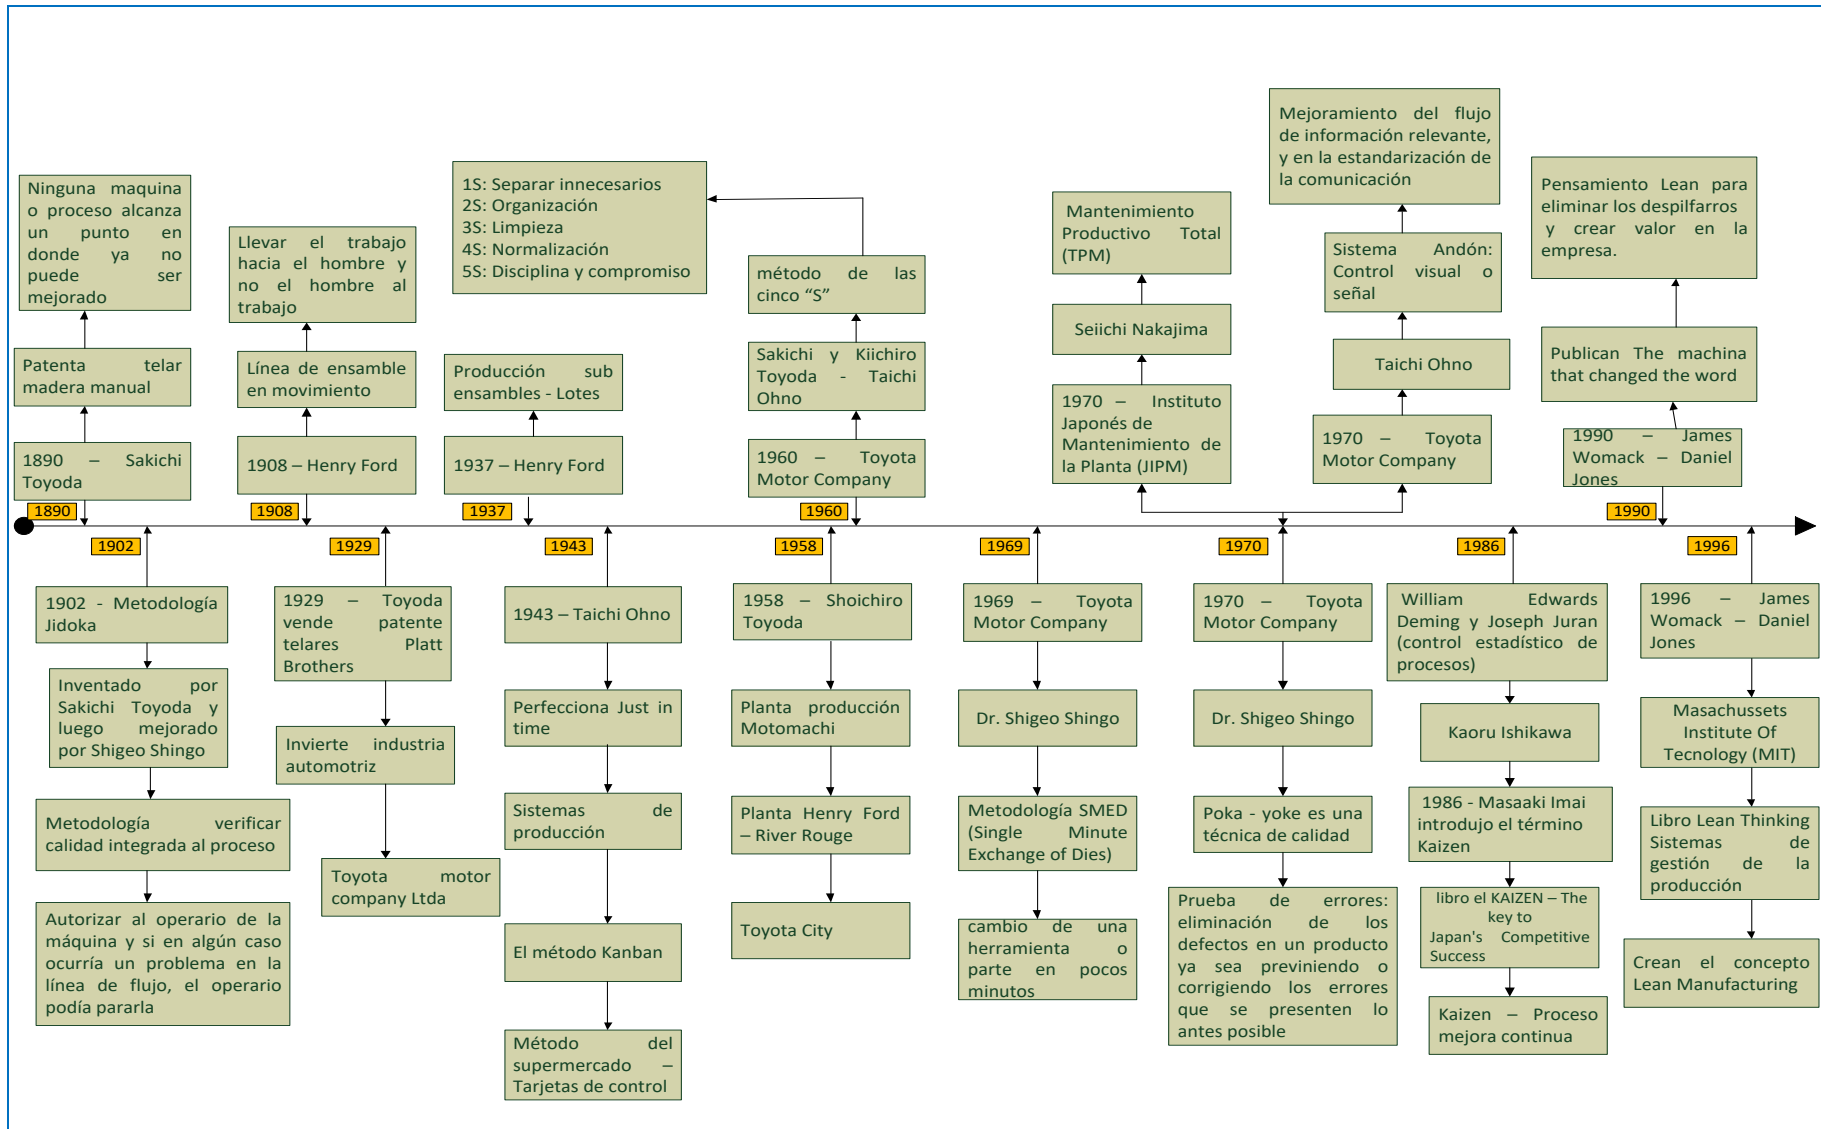 Ninguna maquina
o proceso alcanza
un punto en
donde ya no
puede ser
mejorado
Patenta telar
madera manual
1890 – Sakichi
Toyoda
1890
Llevar el trabajo
hacia el hombre y
no el hombre al
trabajo
Línea de ensamble
en movimiento
1908 – Henry Ford
1908
1S: Separar innecesarios
2S: Organización
3S: Limpieza
4S: Normalización
5S: Disciplina y compromiso
Producción sub
ensambles - Lotes
1937 – Henry Ford
1937
método de las
cinco “S”
Sakichi y Kiichiro
Toyoda - Taichi
Ohno
1960 – Toyota
Motor Company
1960
Mantenimiento
Productivo Total
(TPM)
Seiichi Nakajima
1970 – Instituto
Japonés de
Mantenimiento de
la Planta (JIPM)
Mejoramiento del flujo
de información relevante,
y en la estandarización de
la comunicación
Sistema Andón:
Control visual o
señal
Taichi Ohno
1970 – Toyota
Motor Company
Pensamiento Lean para
eliminar los despilfarros
y crear valor en la
empresa.
Publican The machina
that changed the word
1990 – James
Womack – Daniel
Jones
1990
1902
1902 - Metodología
Jidoka
Inventado por
Sakichi Toyoda y
luego mejorado
por Shigeo Shingo
Metodología verificar
calidad integrada al proceso
Autorizar al operario de la
máquina y si en algún caso
ocurría un problema en la
línea de flujo, el operario
podía pararla
1929
1929 – Toyoda
vende patente
telares Platt
Brothers
Invierte industria
automotriz
Toyota motor
company Ltda
1943
1943 – Taichi Ohno
Perfecciona Just in
time
Sistemas de
producción
El método Kanban
Método del
supermercado –
Tarjetas de control
1958
1958 – Shoichiro
Toyoda
Planta producción
Motomachi
Planta Henry Ford
– River Rouge
Toyota City
1969
1969 – Toyota
Motor Company
Dr. Shigeo Shingo
Metodología SMED
(Single Minute
Exchange of Dies)
cambio de una
herramienta o
parte en pocos
minutos
1970
1970 – Toyota
Motor Company
Dr. Shigeo Shingo
Poka - yoke es una
técnica de calidad
Prueba de errores:
eliminación de los
defectos en un producto
ya sea previniendo o
corrigiendo los errores
que se presenten lo
antes posible
1986
William Edwards
Deming y Joseph Juran
(control estadístico de
procesos)
Kaoru Ishikawa
1986 - Masaaki Imai
introdujo el término
Kaizen
libro el KAIZEN – The
key to
Japan's Competitive
Success
Kaizen – Proceso
mejora continua
1996
1996 – James
Womack – Daniel
Jones
Masachussets
Institute Of
Tecnology (MIT)
Libro Lean Thinking
Sistemas de
gestión de la
producción
Crean el concepto
Lean Manufacturing